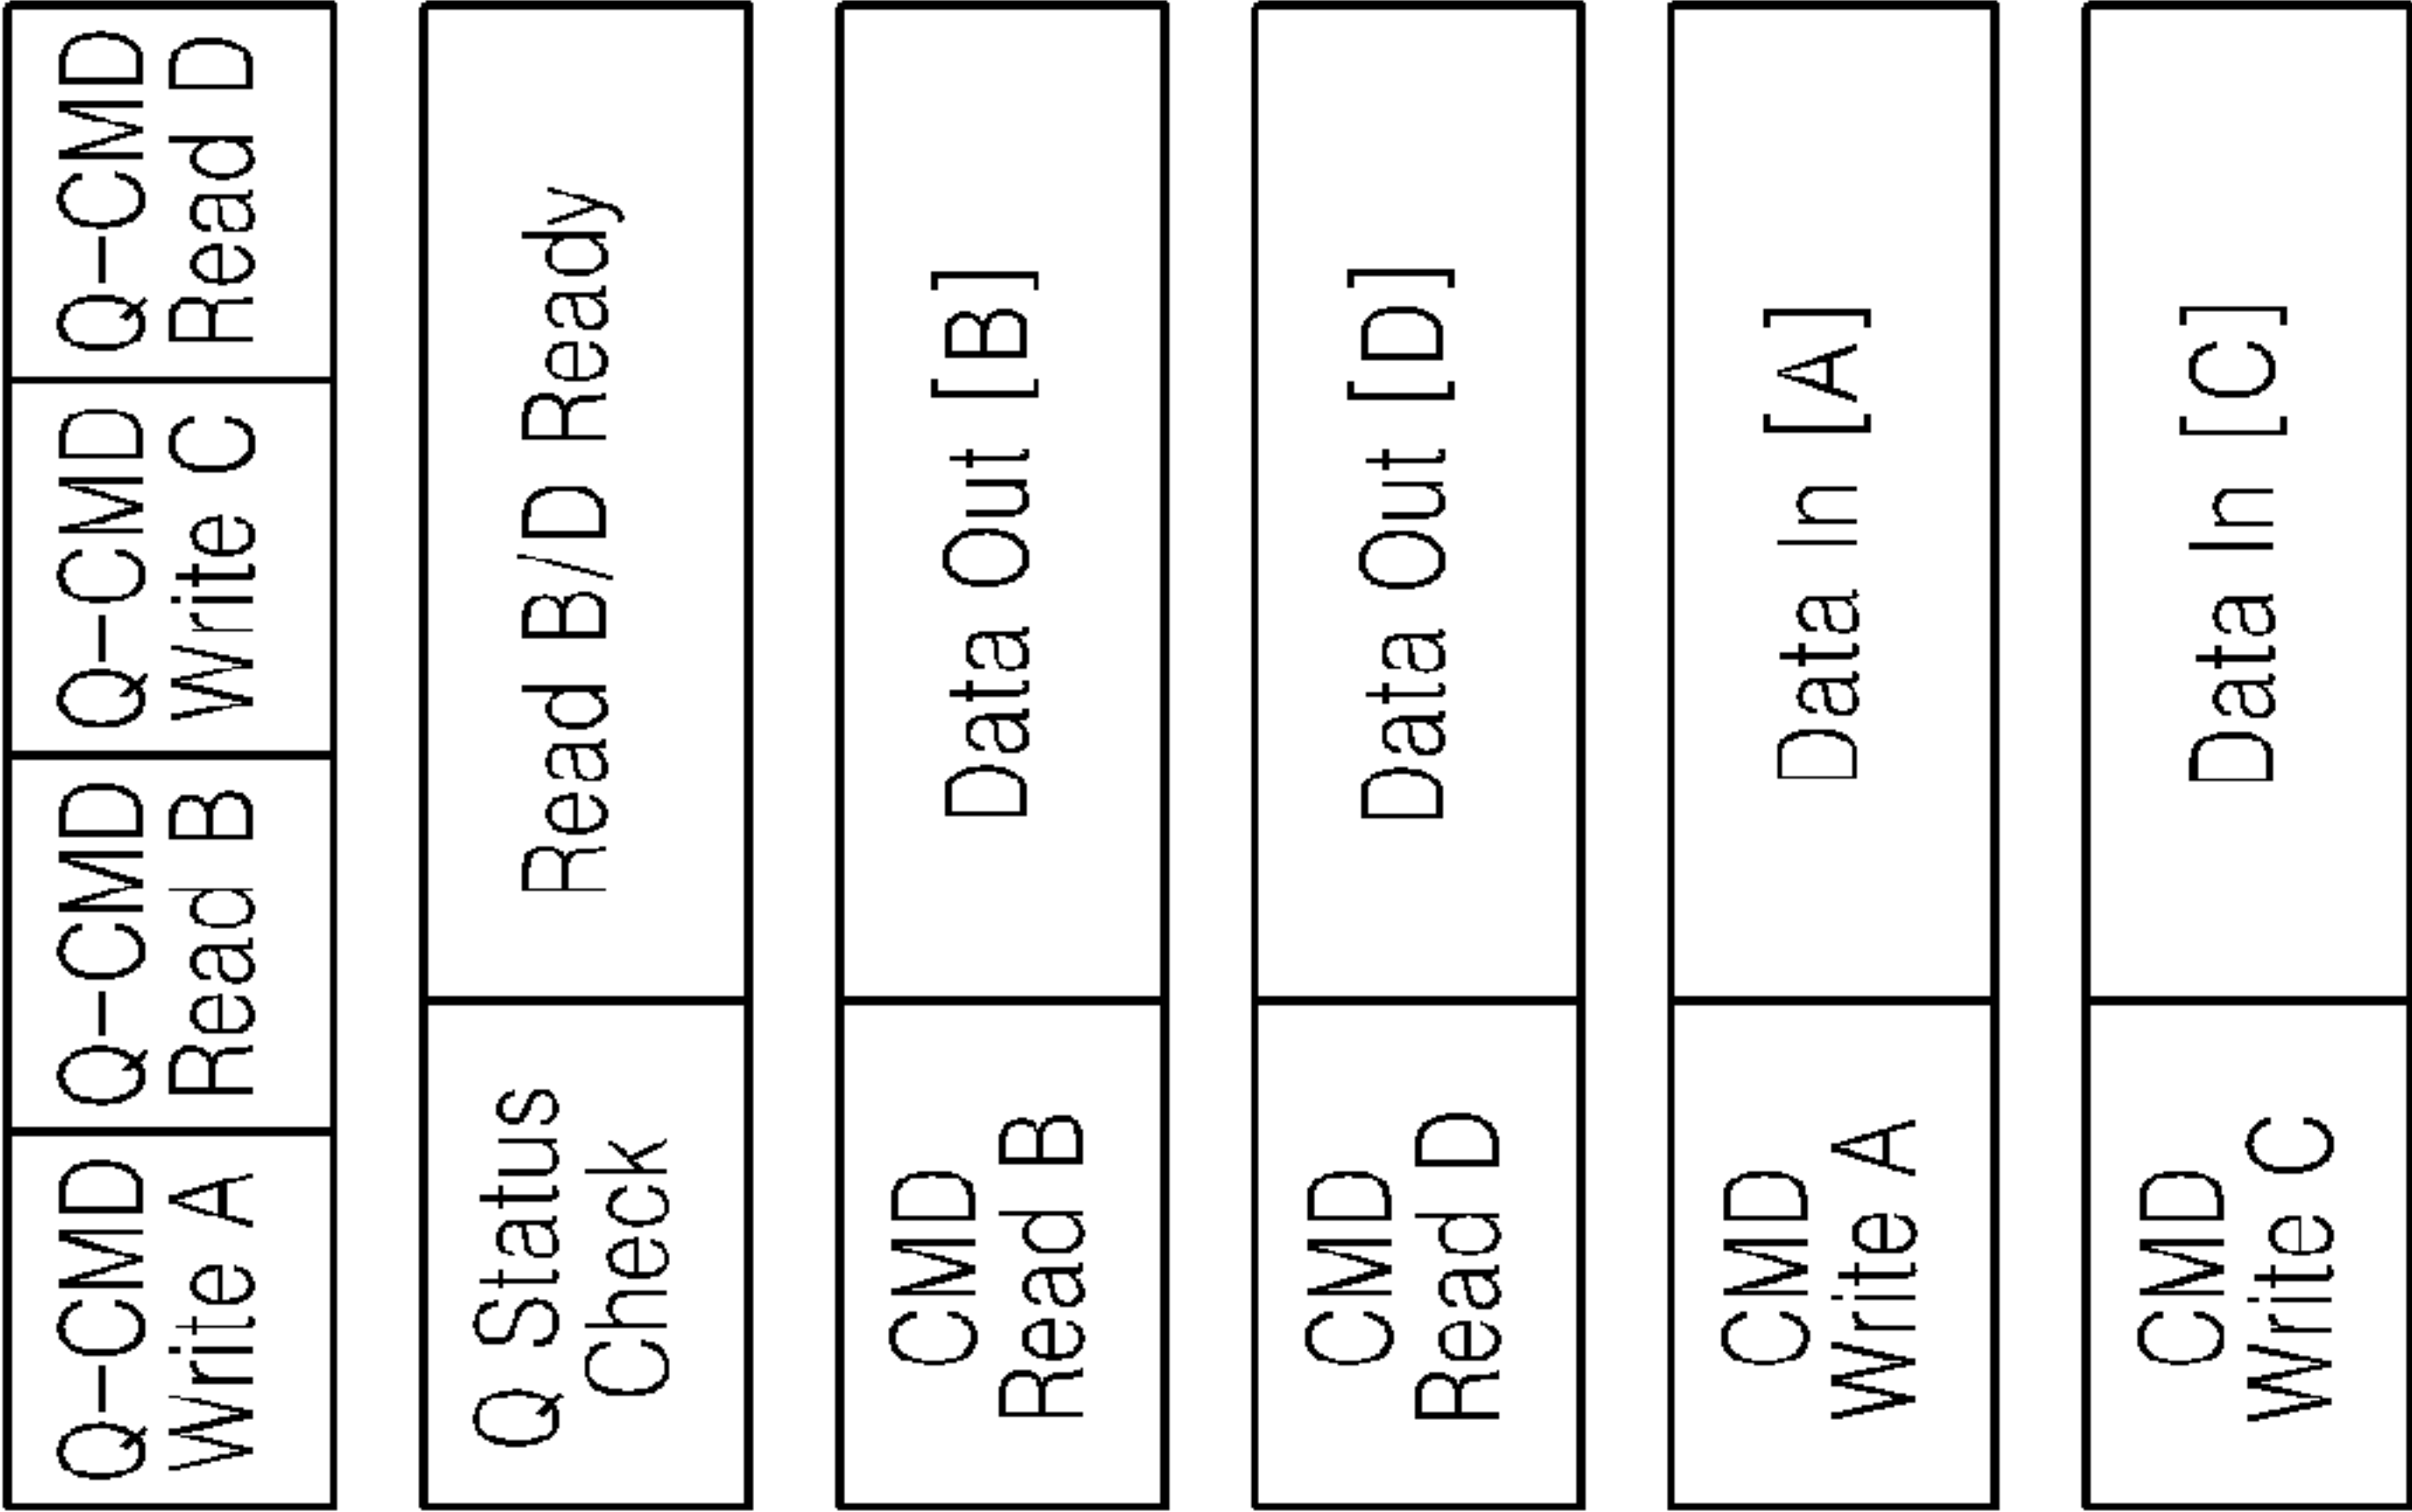 Q-CMD
Write A
Q-CMD
Read B
Q-CMD
Write C
Q-CMD
Read D
Q Status
Check
Read B/D Ready
CMD
Read B
Data Out [B]
CMD
Read D
Data Out [D]
CMD
Write A
Data In [A]
CMD
Write C
Data In [C]